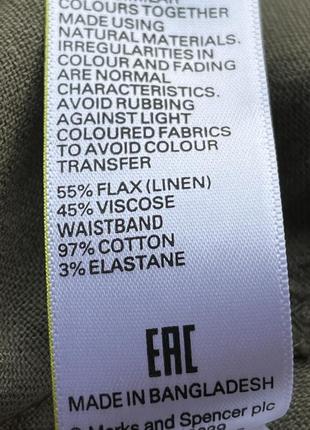 COLOURS TOGETHER
MADE USING
NATURAL MATERIALS.
IRREGULARITIES IN
COLOUR AND FADING
ARE NORMAL
CHARACTERISTICS.
AVOID RUBBING
AGAINST LIGHT
COLOURED FABRICS
TO AVOID COLOUR
TRANSFER
55% FLAX (LINEN)
45% VISCOSE
WAISTBAND
97% COTTON
3% ELASTANE
EAC
MADE IN BANGLADESH
© Marks and Spencer plc